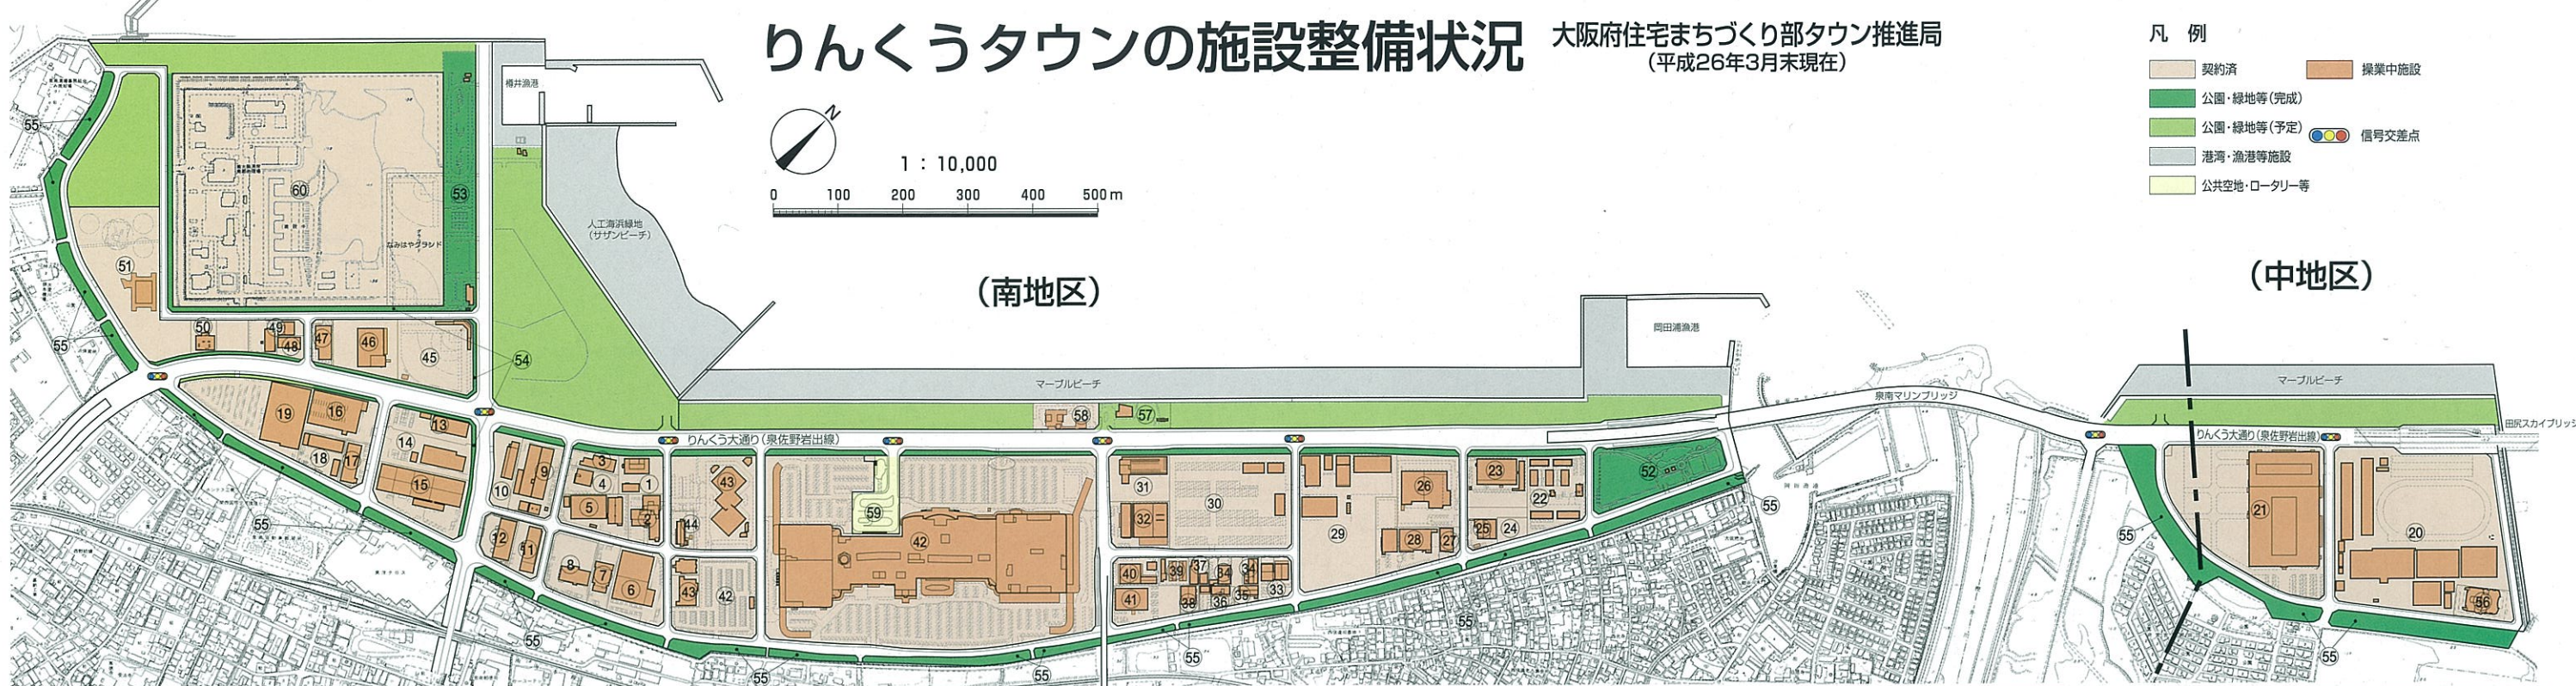 りんくうタウンの施設整備状況
大阪府住宅まちづくり部タウン推進局
(平成26年3月末現在)
凡 例
契約済
操業中施設
公園・緑地等(完成)
公園・緑地等(予定)
信号交差点
港湾・漁港等施設
公共空地・ロータリー等
N
1 : 10,000
0 100 200 300 400 500m
(南地区)
(中地区)
樽井漁港
人工海浜緑地
(サザンビーチ)
なみはやグランド
岡田浦漁港
マーブルビーチ
マーブルビーチ
泉南マリンブリッジ
田尻スカイブリッジ
りんくう大通り(泉佐野岩出線)
りんくう大通り(泉佐野岩出線)
55
60
53
51
55
50
49
48
47
46
45
54
19
16
13
14
18
17
15
9
10
12
11
3
4
1
5
2
8
7
6
43
44
43
42
59
42
58
57
31
30
32
40
39
37
34
34
33
41
38
36
35
29
26
28
27
23
22
25
24
52
55
21
20
56
55
55
55
55
55
55
55
55